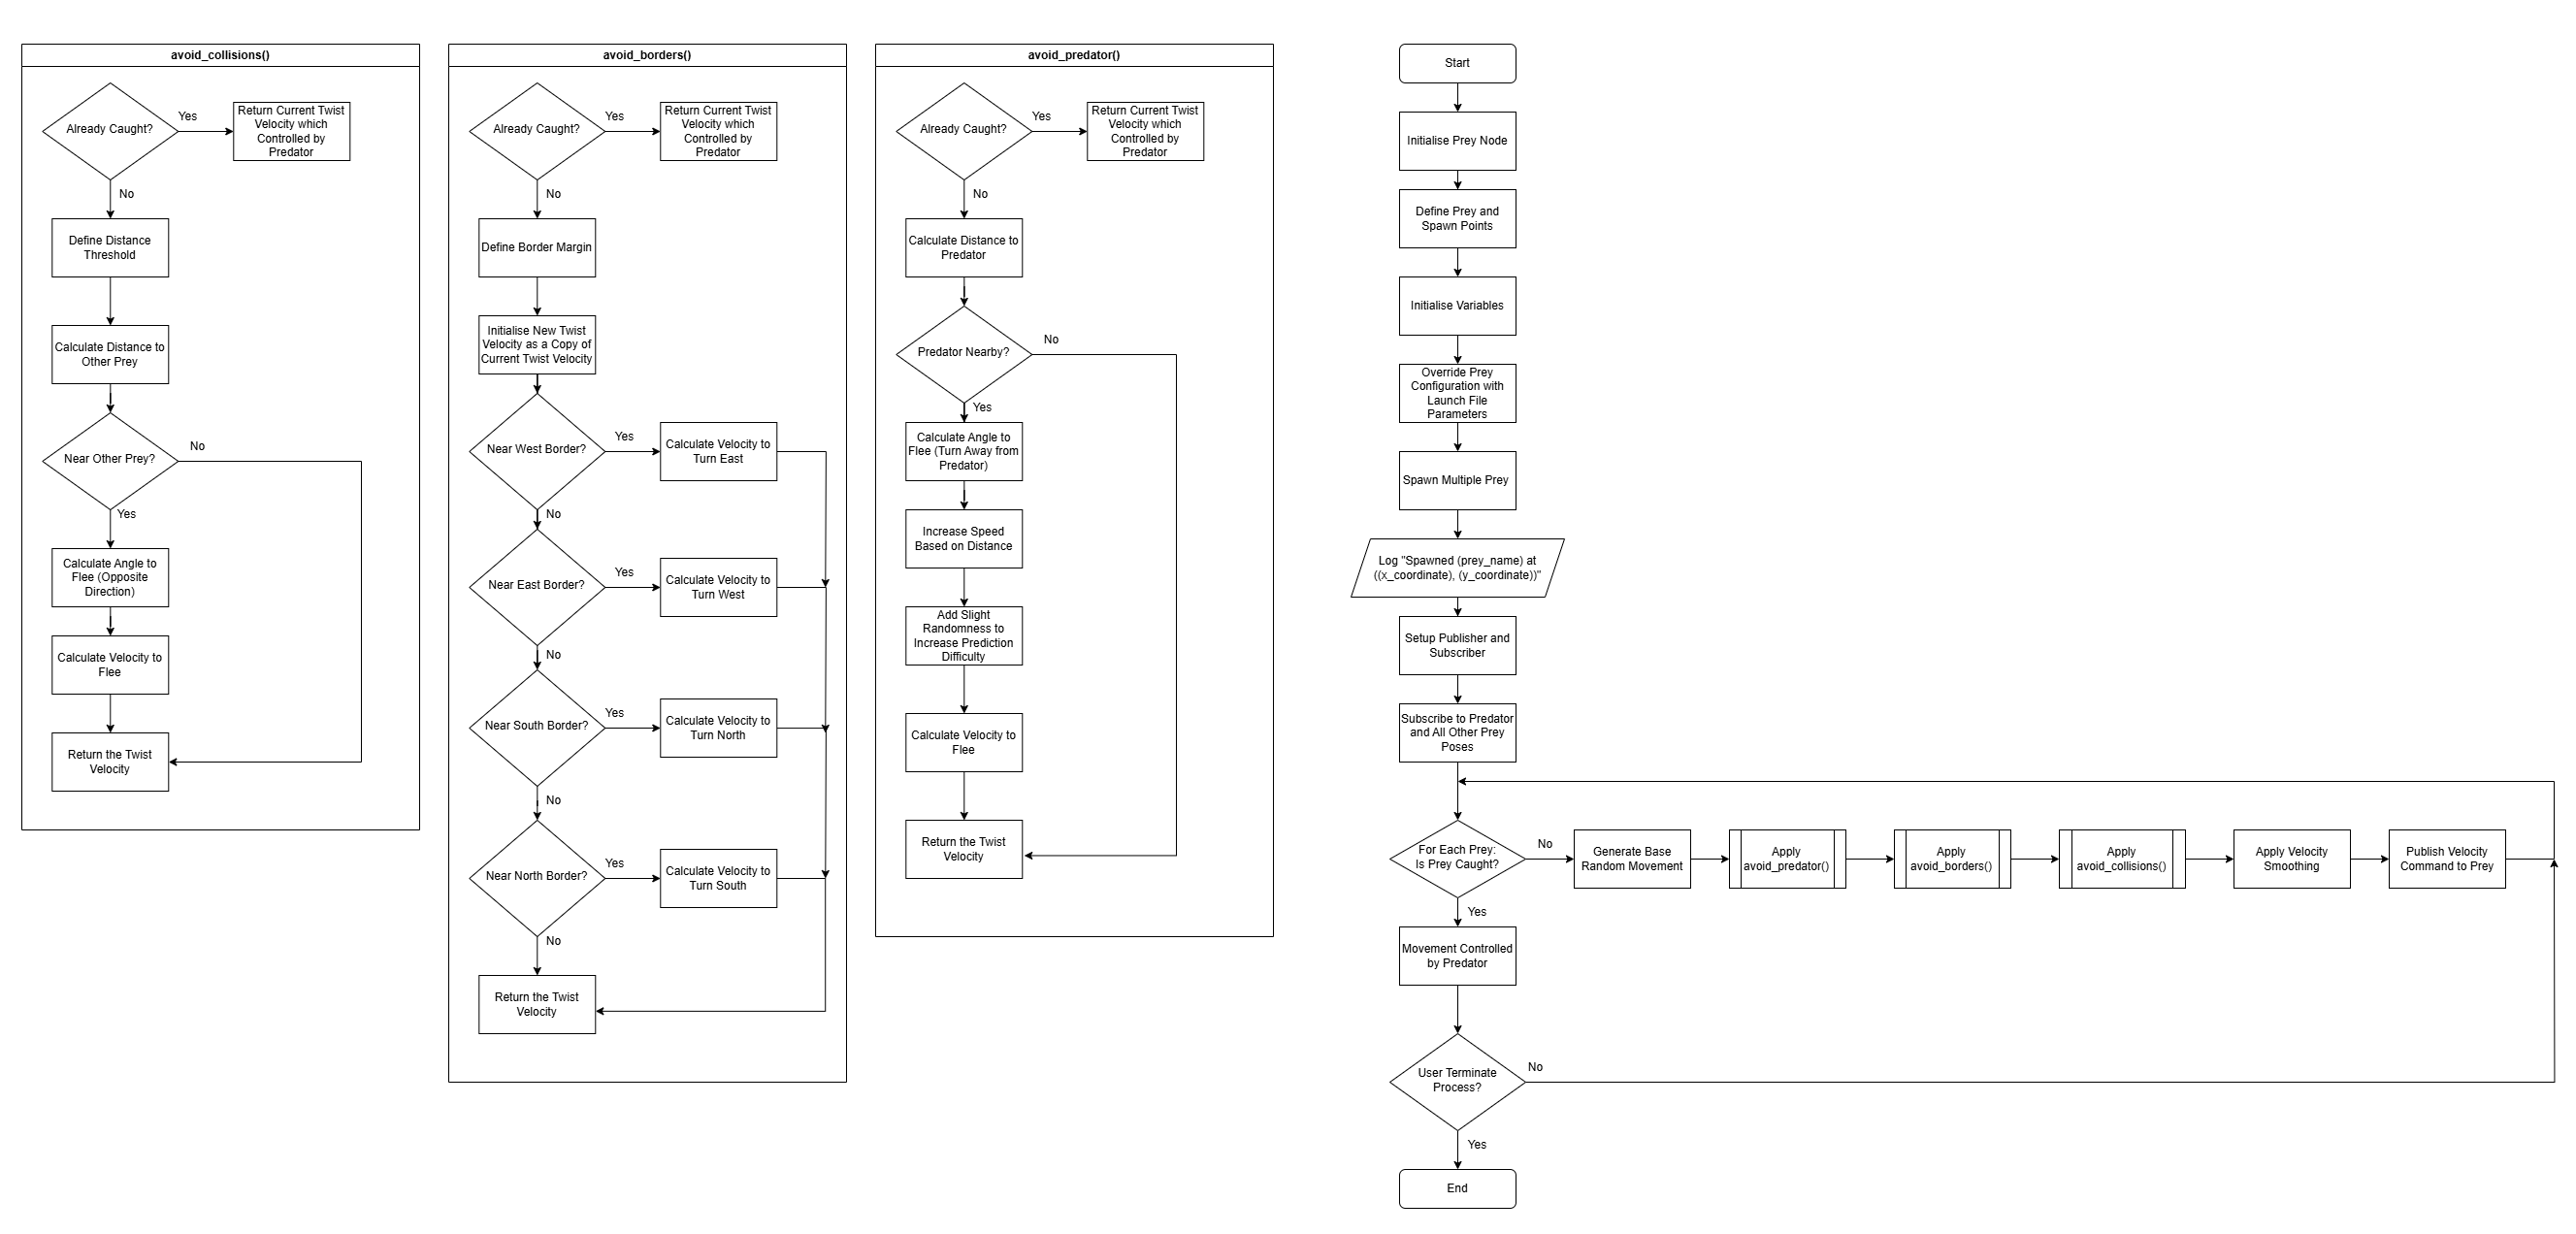 avoid_collisions()
Already Caught?
Yes
Return Current Twist
Velocity which
Controlled by
Predator
No
Define Distance
Threshold
Calculate Distance to
Other Prey
Near Other Prey?
No
Yes
Calculate Angle to
Flee (Opposite
Direction)
Calculate Velocity to
Flee
Return the Twist
Velocity
avoid_borders()
Already Caught?
Yes
Return Current Twist
Velocity which
Controlled by
Predator
No
Define Border Margin
Initialise New Twist
Velocity as a Copy of
Current Twist Velocity
Near West Border?
Yes
Calculate Velocity to
Turn East
No
Near East Border?
Yes
Calculate Velocity to
Turn West
No
Near South Border?
Yes
Calculate Velocity to
Turn North
No
Near North Border?
Yes
Calculate Velocity to
Turn South
No
Return the Twist
Velocity
avoid_predator()
Already Caught?
Yes
Return Current Twist
Velocity which
Controlled by
Predator
No
Calculate Distance to
Predator
Predator Nearby?
No
Yes
Calculate Angle to
Flee (Turn Away from
Predator)
Increase Speed
Based on Distance
Add Slight
Randomness to
Increase Prediction
Difficulty
Calculate Velocity to
Flee
Return the Twist
Velocity
Start
Initialise Prey Node
Define Prey and
Spawn Points
Initialise Variables
Override Prey
Configuration with
Launch File
Parameters
Spawn Multiple Prey
Log "Spawned (prey_name) at
((x_coordinate), (y_coordinate))"
Setup Publisher and
Subscriber
Subscribe to Predator
and All Other Prey
Poses
For Each Prey:
Is Prey Caught?
No
Generate Base
Random Movement
Apply
avoid_predator()
Apply
avoid_borders()
Apply
avoid_collisions()
Apply Velocity
Smoothing
Publish Velocity
Command to Prey
Yes
Movement Controlled
by Predator
User Terminate
Process?
No
Yes
End